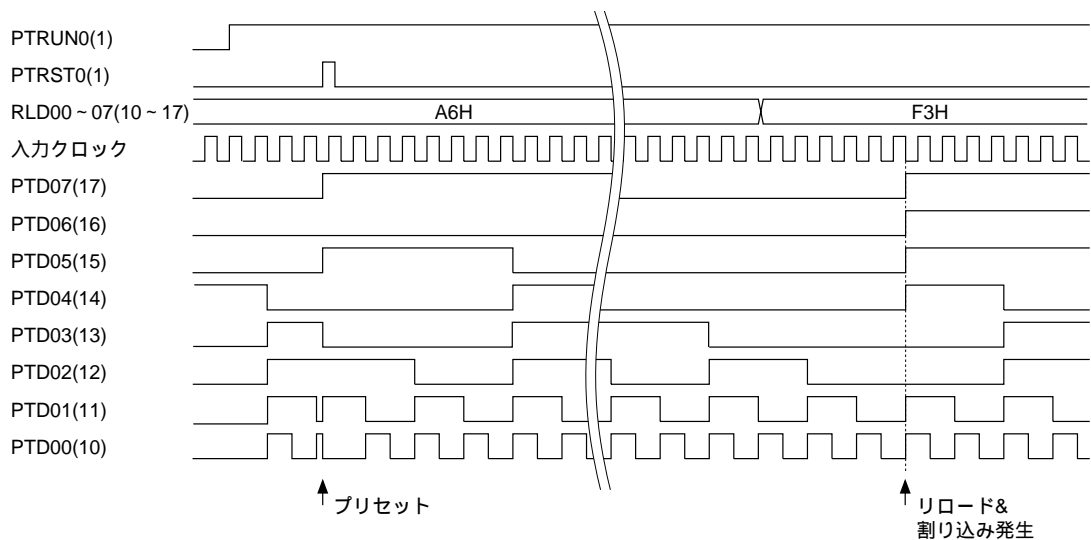 PTRUN0(1)
PTRST0(1)
RLD00~07(10~17)
A6H
F3H
入力クロック
PTD07(17)
PTD06(16)
PTD05(15)
PTD04(14)
PTD03(13)
PTD02(12)
PTD01(11)
PTD00(10)
プリセット
リロード&
割り込み発生